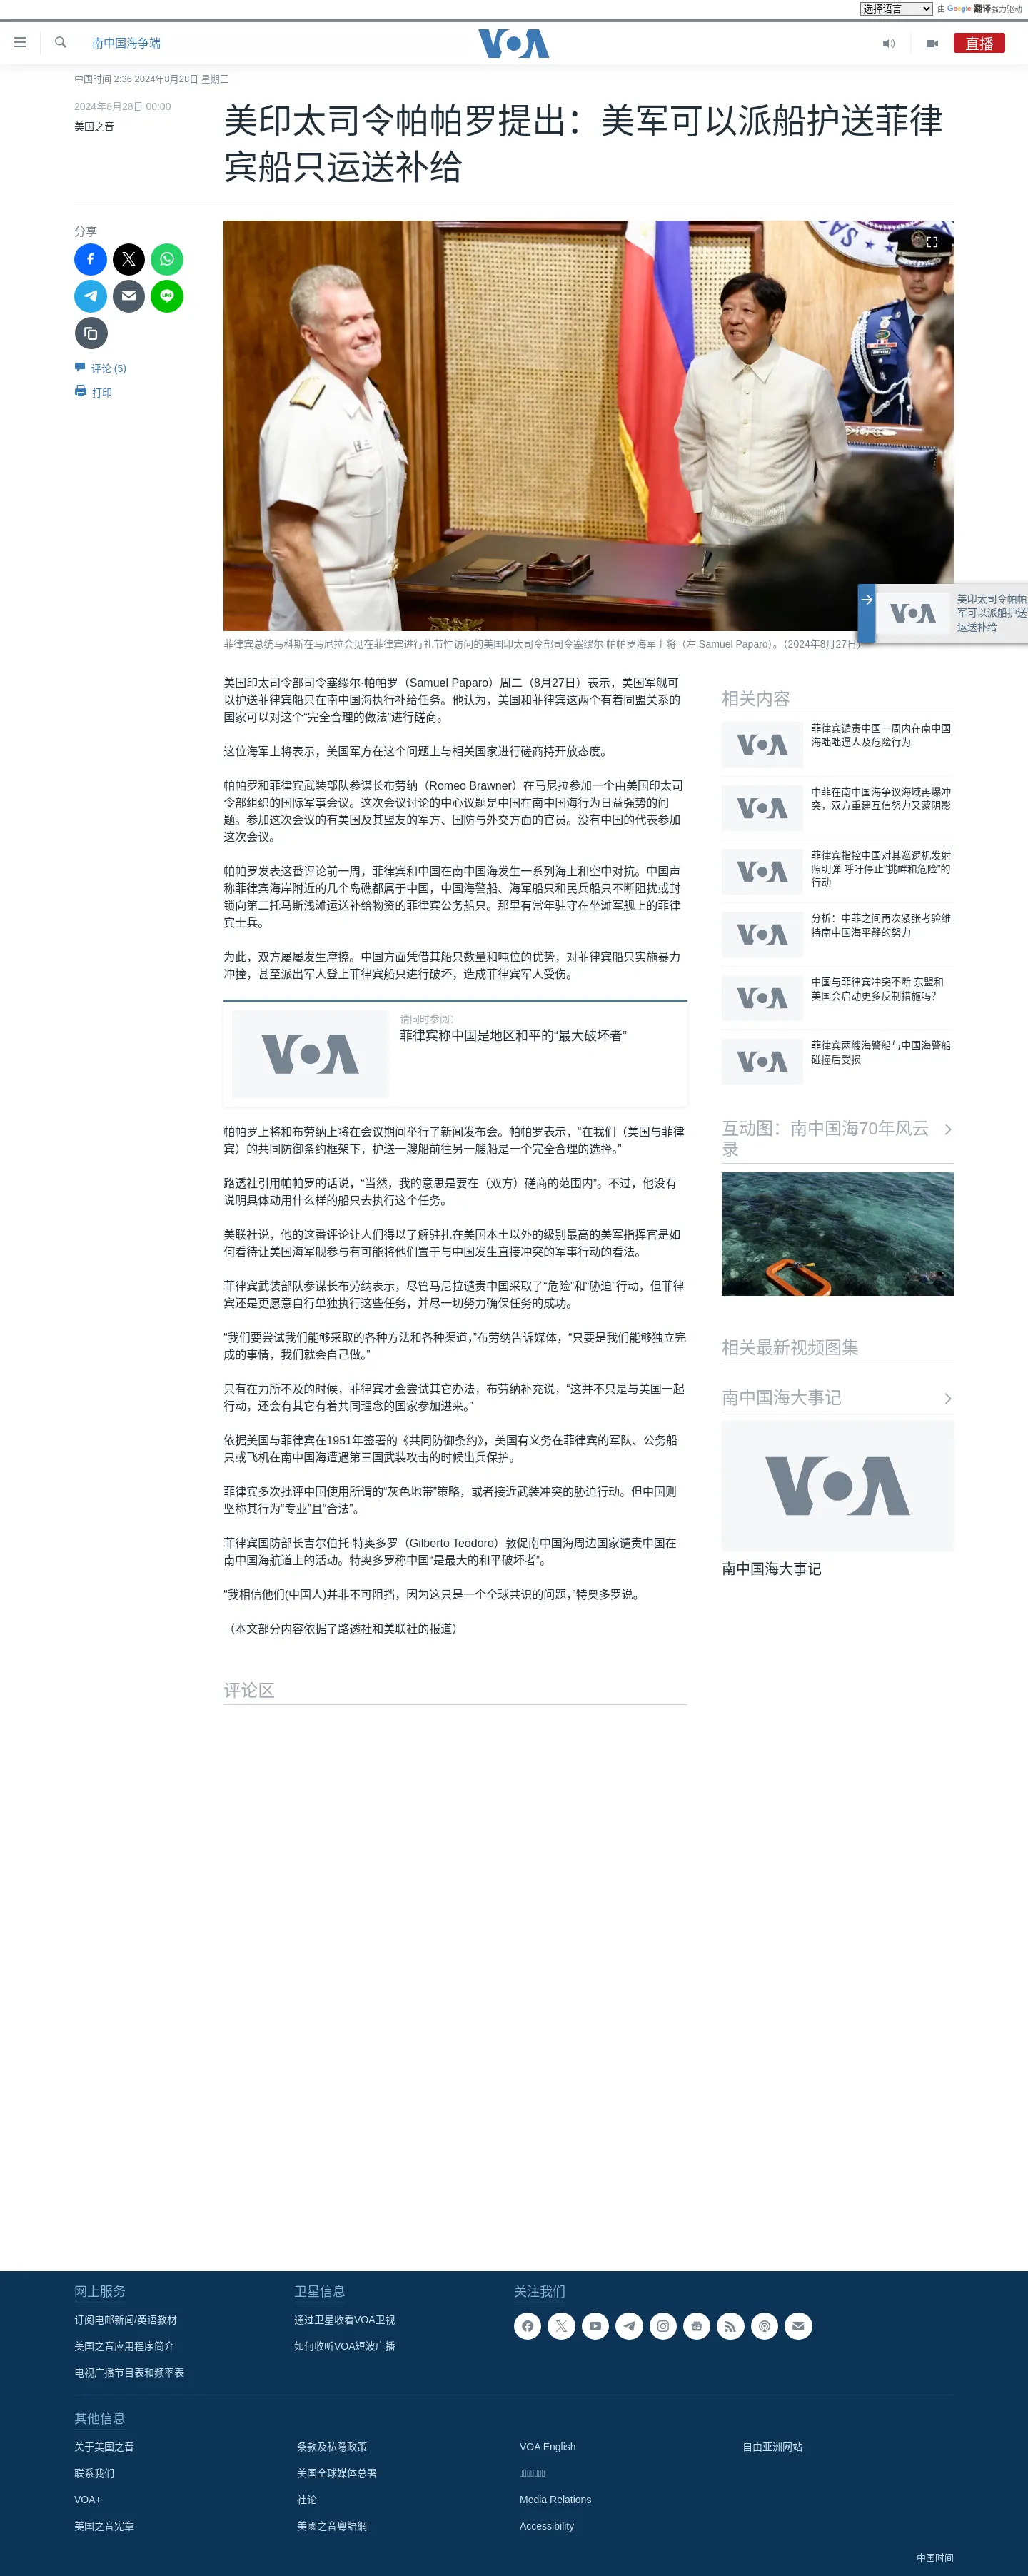 选择语言
由 Google 翻译强力驱动
南中国海争端
VOA
直播
中国时间 2:36 2024年8月28日 星期三
2024年8月28日 00:00
美国之音
美印太司令帕帕罗提出：美军可以派船护送菲律
宾船只运送补给
分享
评论 (5)
打印
菲律宾总统马科斯在马尼拉会见在菲律宾进行礼节性访问的美国印太司令部司令塞缪尔·帕帕罗海军上将（左 Samuel Paparo）。（2024年8月27日）
VOA
美印太司令帕帕
军可以派船护送
运送补给
美国印太司令部司令塞缪尔·帕帕罗（Samuel Paparo）周二（8月27日）表示，美国军舰可
以护送菲律宾船只在南中国海执行补给任务。他认为，美国和菲律宾这两个有着同盟关系的
国家可以对这个“完全合理的做法”进行磋商。
这位海军上将表示，美国军方在这个问题上与相关国家进行磋商持开放态度。
帕帕罗和菲律宾武装部队参谋长布劳纳（Romeo Brawner）在马尼拉参加一个由美国印太司
令部组织的国际军事会议。这次会议讨论的中心议题是中国在南中国海行为日益强势的问
题。参加这次会议的有美国及其盟友的军方、国防与外交方面的官员。没有中国的代表参加
这次会议。
帕帕罗发表这番评论前一周，菲律宾和中国在南中国海发生一系列海上和空中对抗。中国声
称菲律宾海岸附近的几个岛礁都属于中国，中国海警船、海军船只和民兵船只不断阻扰或封
锁向第二托马斯浅滩运送补给物资的菲律宾公务船只。那里有常年驻守在坐滩军舰上的菲律
宾士兵。
为此，双方屡屡发生摩擦。中国方面凭借其船只数量和吨位的优势，对菲律宾船只实施暴力
冲撞，甚至派出军人登上菲律宾船只进行破坏，造成菲律宾军人受伤。
VOA
请同时参阅：
菲律宾称中国是地区和平的“最大破坏者”
帕帕罗上将和布劳纳上将在会议期间举行了新闻发布会。帕帕罗表示，“在我们（美国与菲律
宾）的共同防御条约框架下，护送一艘船前往另一艘船是一个完全合理的选择。”
路透社引用帕帕罗的话说，“当然，我的意思是要在（双方）磋商的范围内”。不过，他没有
说明具体动用什么样的船只去执行这个任务。
美联社说，他的这番评论让人们得以了解驻扎在美国本土以外的级别最高的美军指挥官是如
何看待让美国海军舰参与有可能将他们置于与中国发生直接冲突的军事行动的看法。
菲律宾武装部队参谋长布劳纳表示，尽管马尼拉谴责中国采取了“危险”和“胁迫”行动，但菲律
宾还是更愿意自行单独执行这些任务，并尽一切努力确保任务的成功。
“我们要尝试我们能够采取的各种方法和各种渠道，”布劳纳告诉媒体，“只要是我们能够独立完
成的事情，我们就会自己做。”
只有在力所不及的时候，菲律宾才会尝试其它办法，布劳纳补充说，“这并不只是与美国一起
行动，还会有其它有着共同理念的国家参加进来。”
依据美国与菲律宾在1951年签署的《共同防御条约》，美国有义务在菲律宾的军队、公务船
只或飞机在南中国海遭遇第三国武装攻击的时候出兵保护。
菲律宾多次批评中国使用所谓的“灰色地带”策略，或者接近武装冲突的胁迫行动。但中国则
坚称其行为“专业”且“合法”。
菲律宾国防部长吉尔伯托·特奥多罗（Gilberto Teodoro）敦促南中国海周边国家谴责中国在
南中国海航道上的活动。特奥多罗称中国“是最大的和平破坏者”。
“我相信他们(中国人)并非不可阻挡，因为这只是一个全球共识的问题，”特奥多罗说。
（本文部分内容依据了路透社和美联社的报道）
评论区
相关内容
VOA
菲律宾谴责中国一周内在南中国
海咄咄逼人及危险行为
VOA
中菲在南中国海争议海域再爆冲
突，双方重建互信努力又蒙阴影
VOA
菲律宾指控中国对其巡逻机发射
照明弹 呼吁停止“挑衅和危险”的
行动
VOA
分析：中菲之间再次紧张考验维
持南中国海平静的努力
VOA
中国与菲律宾冲突不断 东盟和
美国会启动更多反制措施吗？
VOA
菲律宾两艘海警船与中国海警船
碰撞后受损
互动图：南中国海70年风云
录
相关最新视频图集
南中国海大事记
VOA
南中国海大事记
网上服务
订阅电邮新闻/英语教材
美国之音应用程序简介
电视广播节目表和频率表
卫星信息
通过卫星收看VOA卫视
如何收听VOA短波广播
关注我们
其他信息
关于美国之音
联系我们
VOA+
美国之音宪章
条款及私隐政策
美国全球媒体总署
社论
美國之音粵語網
VOA English
Media Relations
Accessibility
自由亚洲网站
中国时间